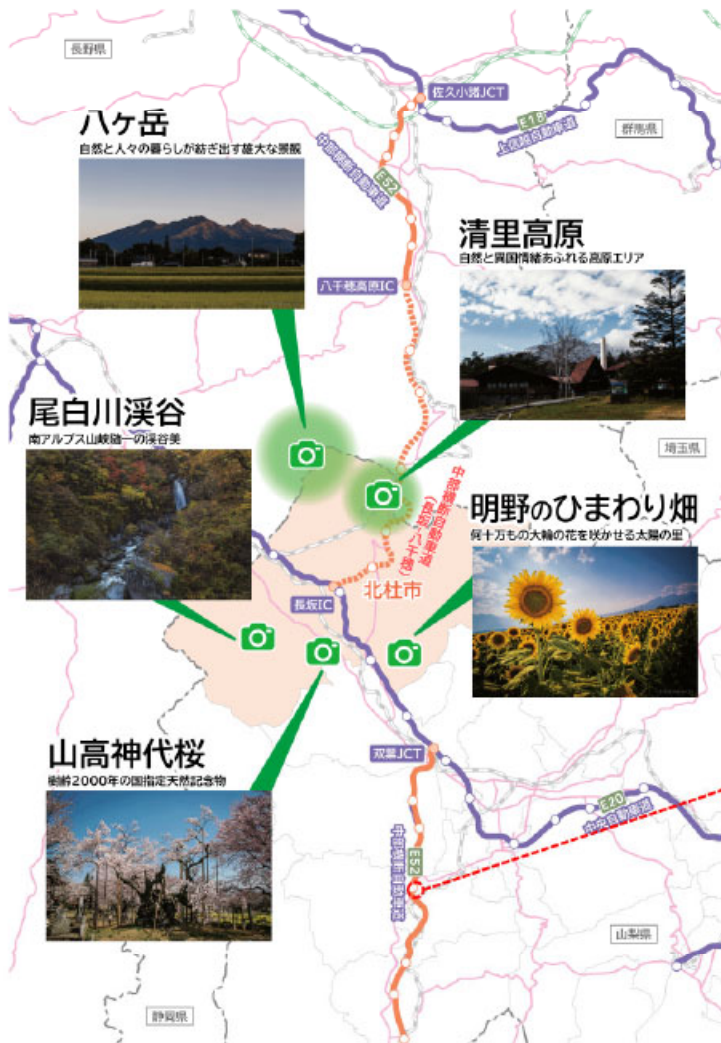 長野県
佐久小諸JCT
E18
上信越自動車道
群馬県
八ヶ岳
自然と人々の暮らしが紡ぎ出す雄大な景観
中部横断自動車道
E52
清里高原
自然と異国情緒あふれる高原エリア
八千穂高原IC
尾白川渓谷
南アルプス山峡随一の渓谷美
埼玉県
中部横断自動車道
(長坂~八千穂)
明野のひまわり畑
何十万もの大輪の花を咲かせる太陽の里
北杜市
長坂IC
山高神代桜
樹齢2000年の国指定天然記念物
双葉JCT
E20
中央自動車道
E52
中部横断自動車道
山梨県
静岡県